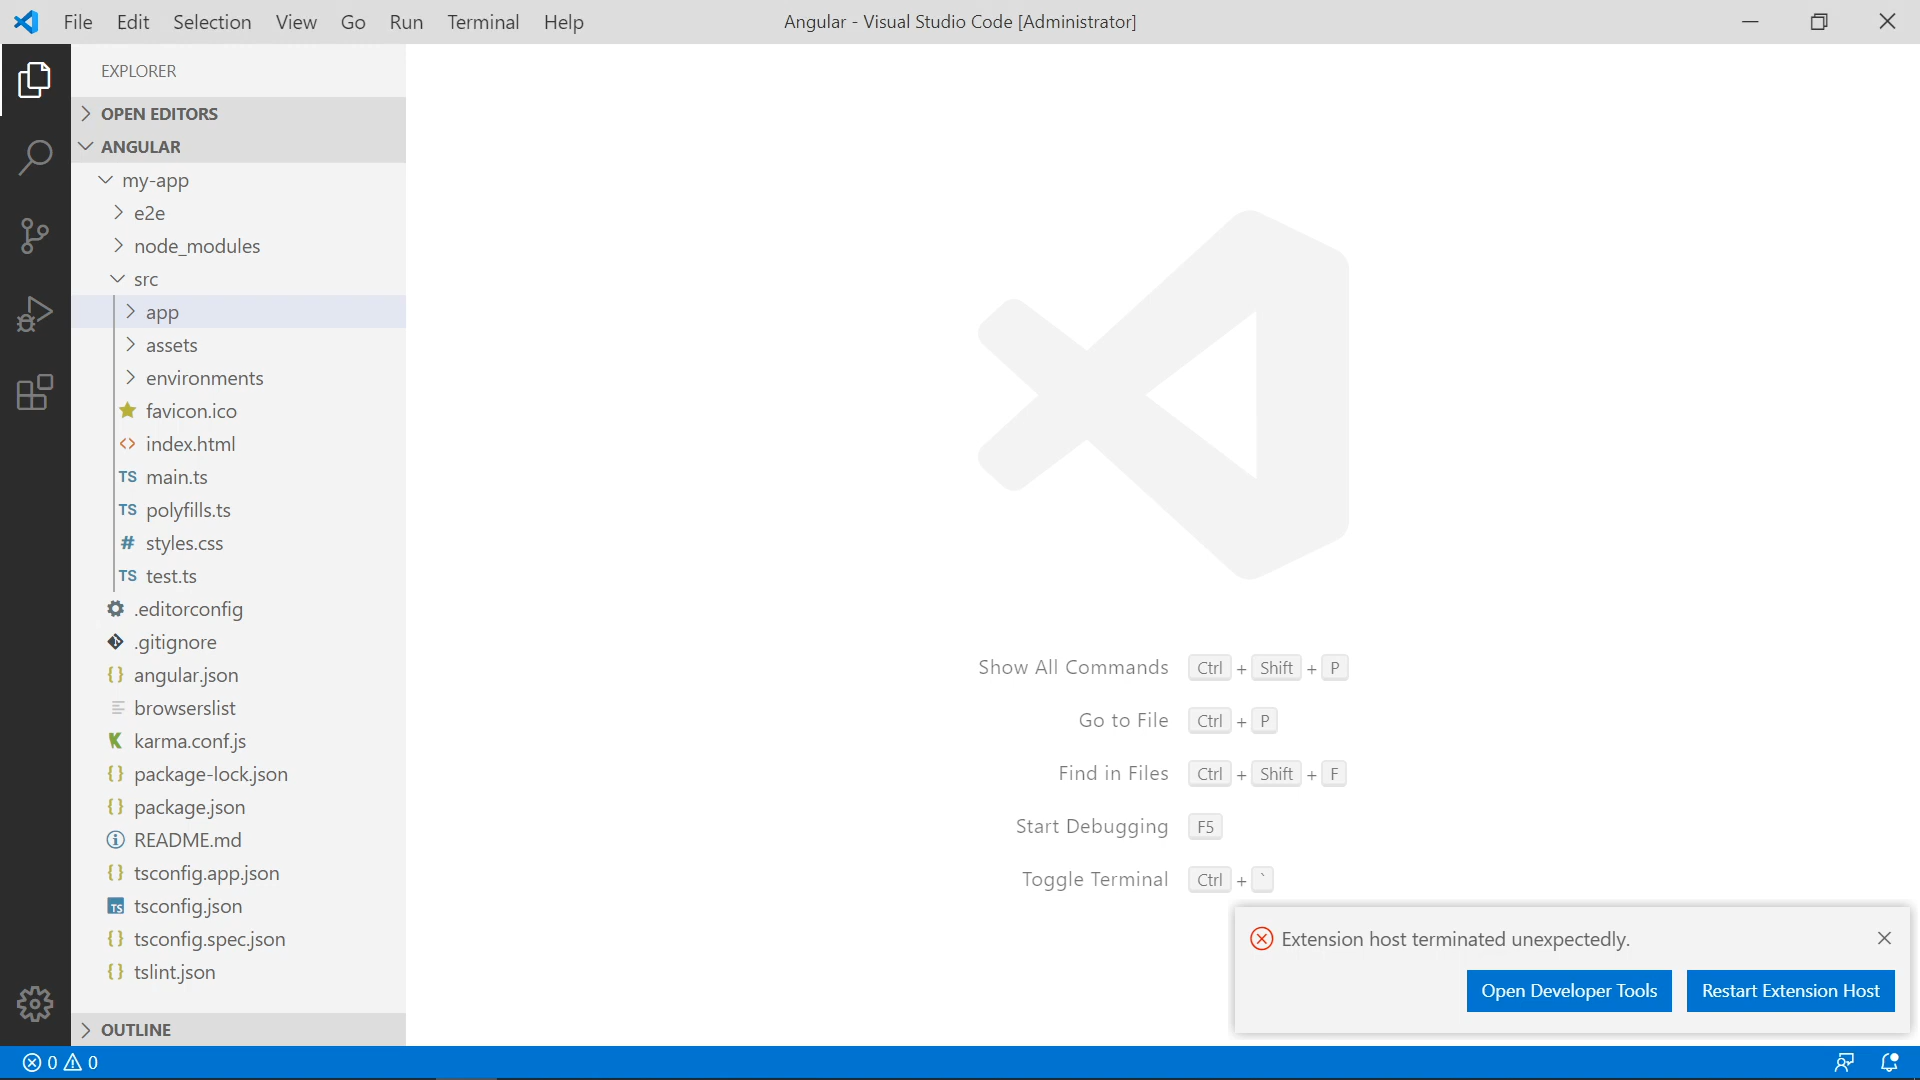 File Edit Selection View Go Run Terminal Help
Angular - Visual Studio Code [Administrator]
EXPLORER
OPEN EDITORS
ANGULAR
my-app
e2e
node_modules
src
app
assets
environments
favicon.ico
<> index.html
TS main.ts
TS polyfills.ts
# styles.css
TS test.ts
.editorconfig
.gitignore
{} angular.json
browserslist
karma.conf.js
{} package-lock.json
{} package.json
README.md
{} tsconfig.app.json
TS tsconfig.json
{} tsconfig.spec.json
{} tslint.json
OUTLINE
Show All Commands Ctrl + Shift + P
Go to File Ctrl + P
Find in Files Ctrl + Shift + F
Start Debugging F5
Toggle Terminal Ctrl + `
Extension host terminated unexpectedly.
Open Developer Tools Restart Extension Host
0 0